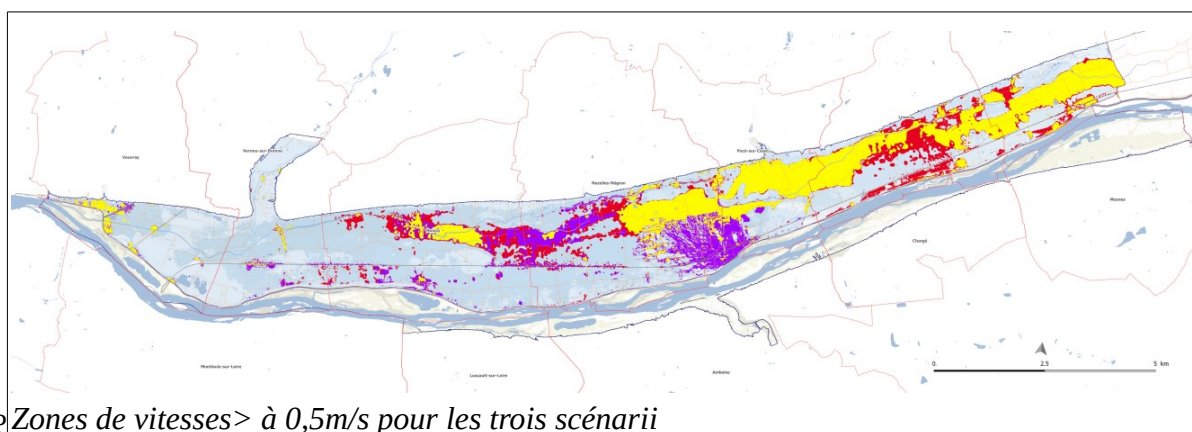 Vouvray
Vernou-sur-Brenne
Nazelles-Négron
Pocé-sur-Cisse
Chargé
Mosnes
Montlouis-sur-Loire
Lussault-sur-Loire
Amboise
0 2.5 5 km
Zones de vitesses> à 0,5m/s pour les trois scénarii